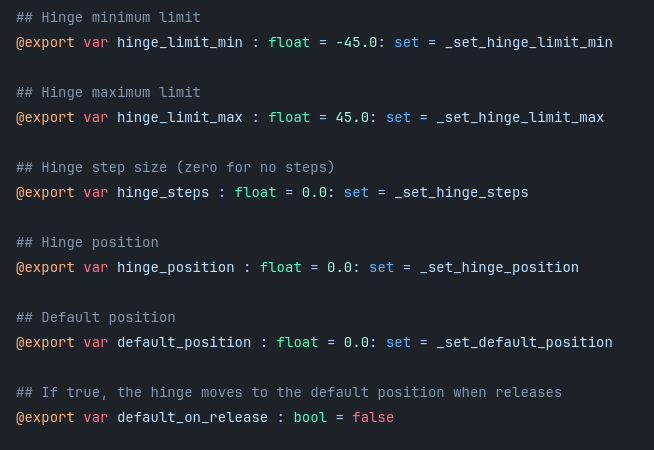 ## Hinge minimum limit
@export var hinge_limit_min : float = -45.0: set = _set_hinge_limit_min
## Hinge maximum limit
@export var hinge_limit_max : float = 45.0: set = _set_hinge_limit_max
## Hinge step size (zero for no steps)
@export var hinge_steps : float = 0.0: set = _set_hinge_steps
## Hinge position
@export var hinge_position : float = 0.0: set = _set_hinge_position
## Default position
@export var default_position : float = 0.0: set = _set_default_position
## If true, the hinge moves to the default position when releases
@export var default_on_release : bool = false